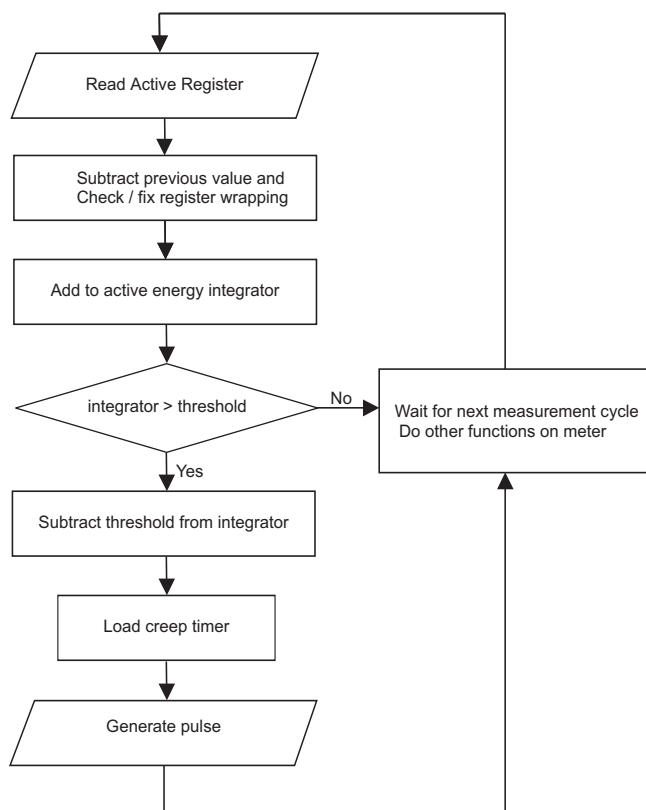 Read Active Register
Subtract previous value and
Check / fix register wrapping
Add to active energy integrator
integrator > threshold
No
Wait for next measurement cycle
Do other functions on meter
Yes
Subtract threshold from integrator
Load creep timer
Generate pulse